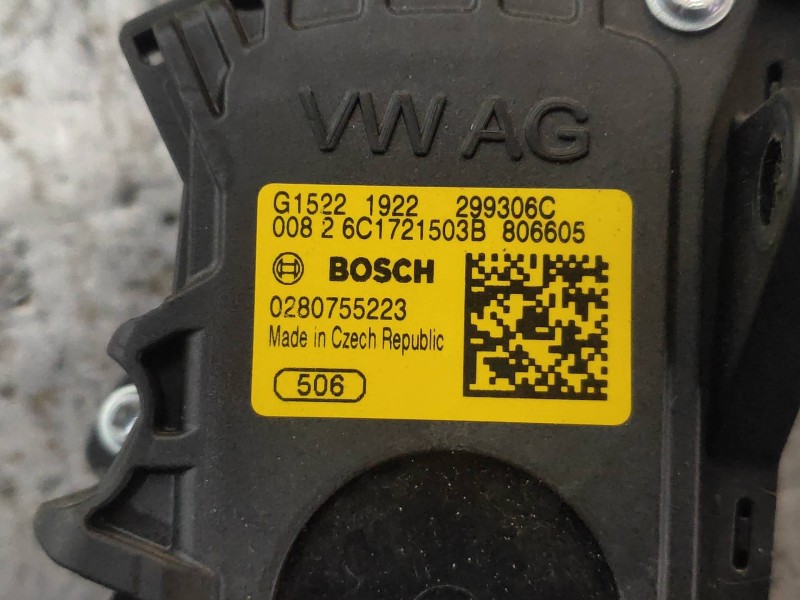 VW AG
G1522 1922 299306C
008 2 6C1721503B 806605
BOSCH
0280755223
Made in Czech Republic
506